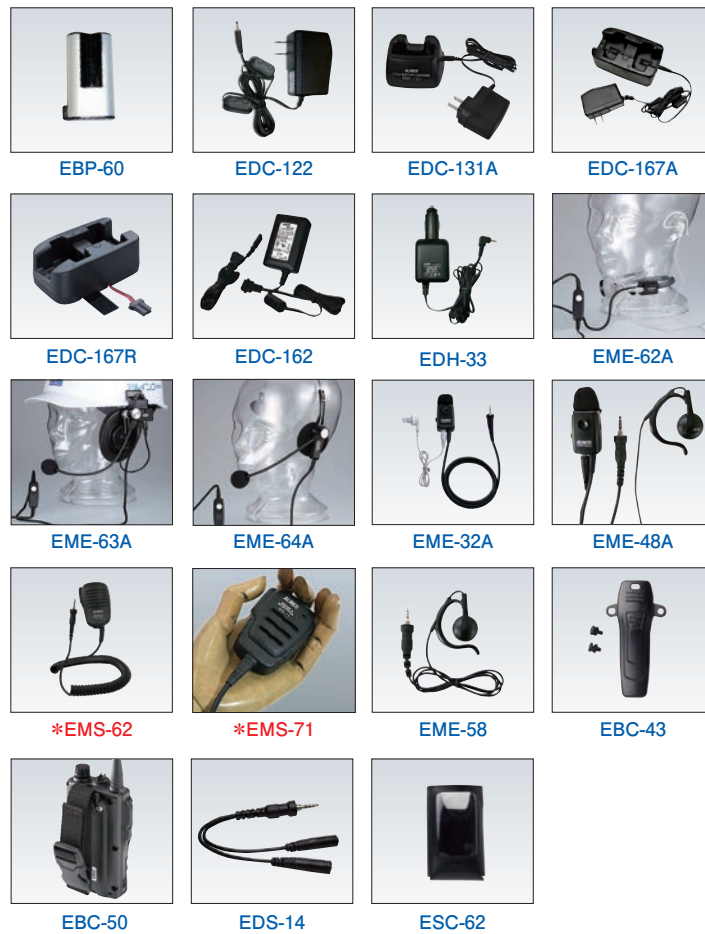 EBP-60
EDC-122
EDC-131A
EDC-167A
EDC-167R
EDC-162
EDH-33
EME-62A
EME-63A
EME-64A
EME-32A
EME-48A
*EMS-62
*EMS-71
EME-58
EBC-43
EBC-50
EDS-14
ESC-62